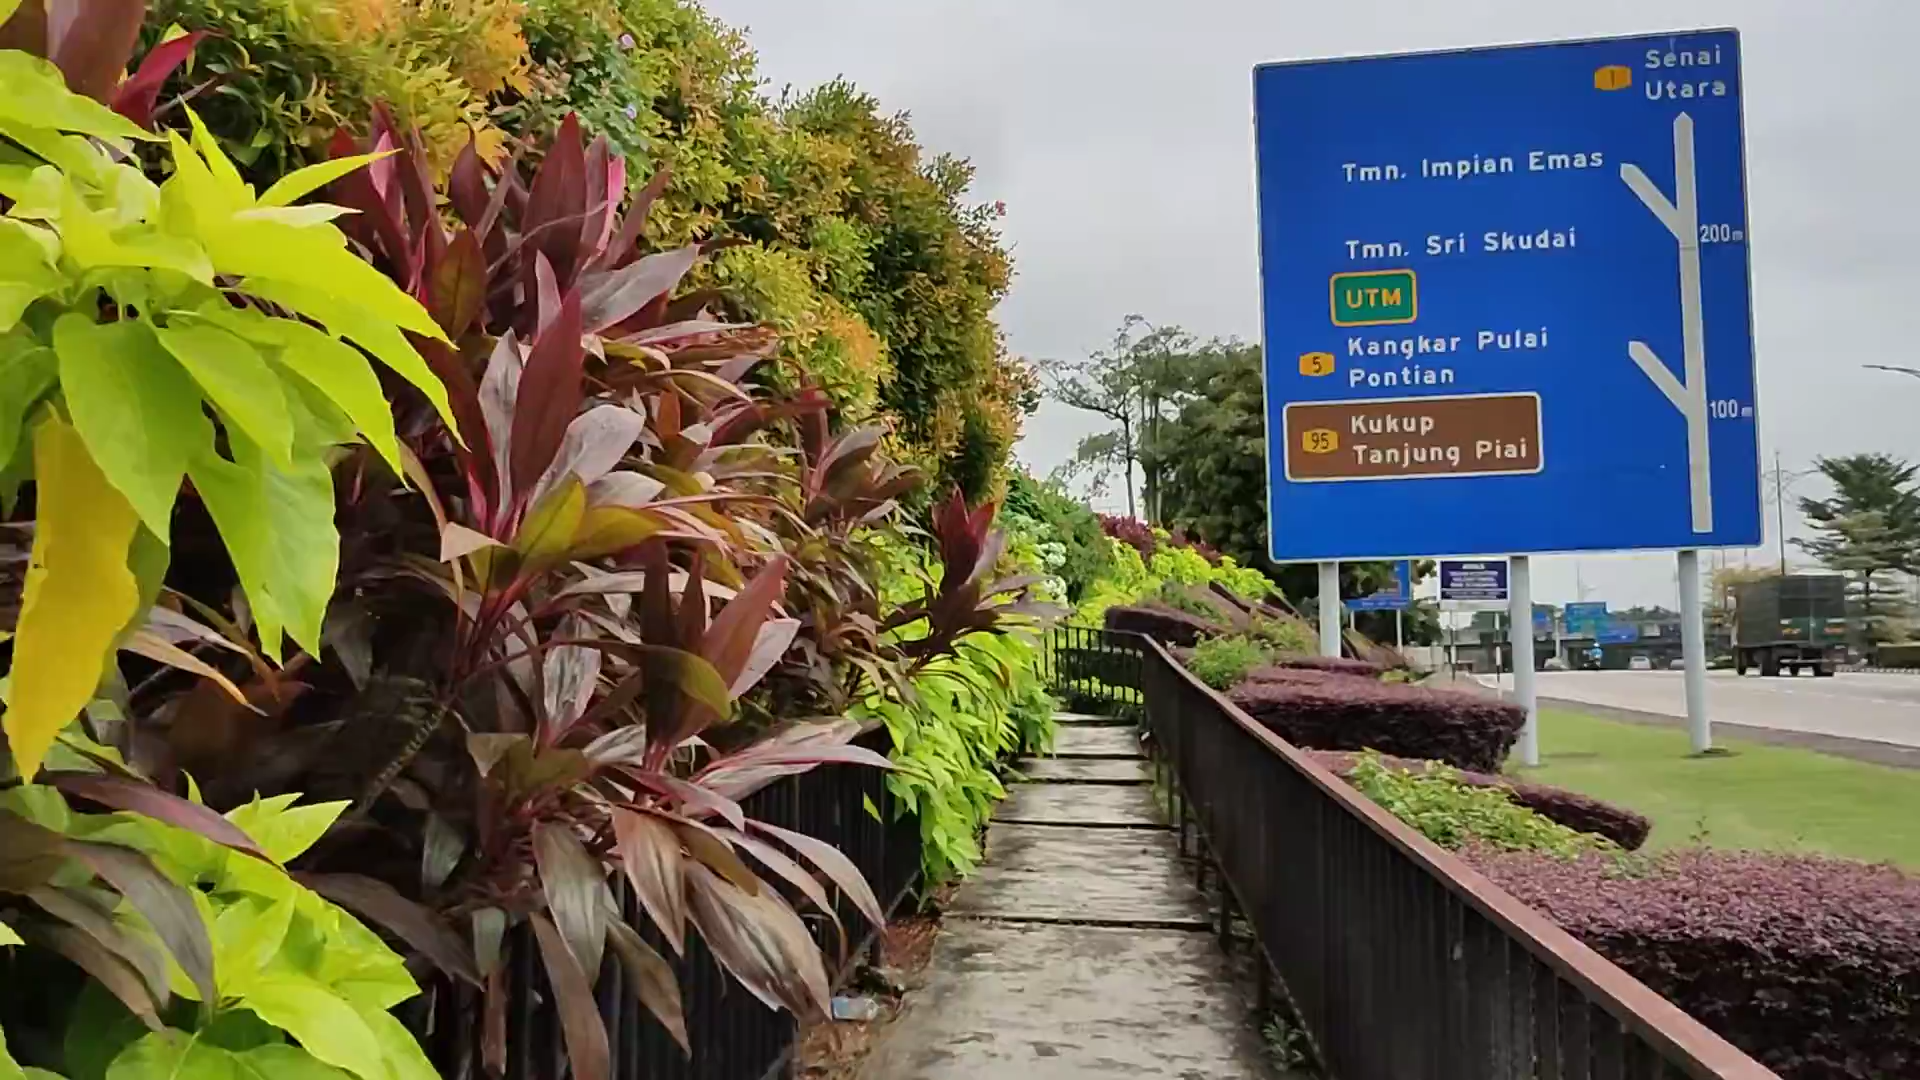 1
Senai
Utara
Tmn. Impian Emas
200m
Tmn. Sri Skudai
UTM
5
Kangkar Pulai
Pontian
100m
95
Kukup
Tanjung Piai